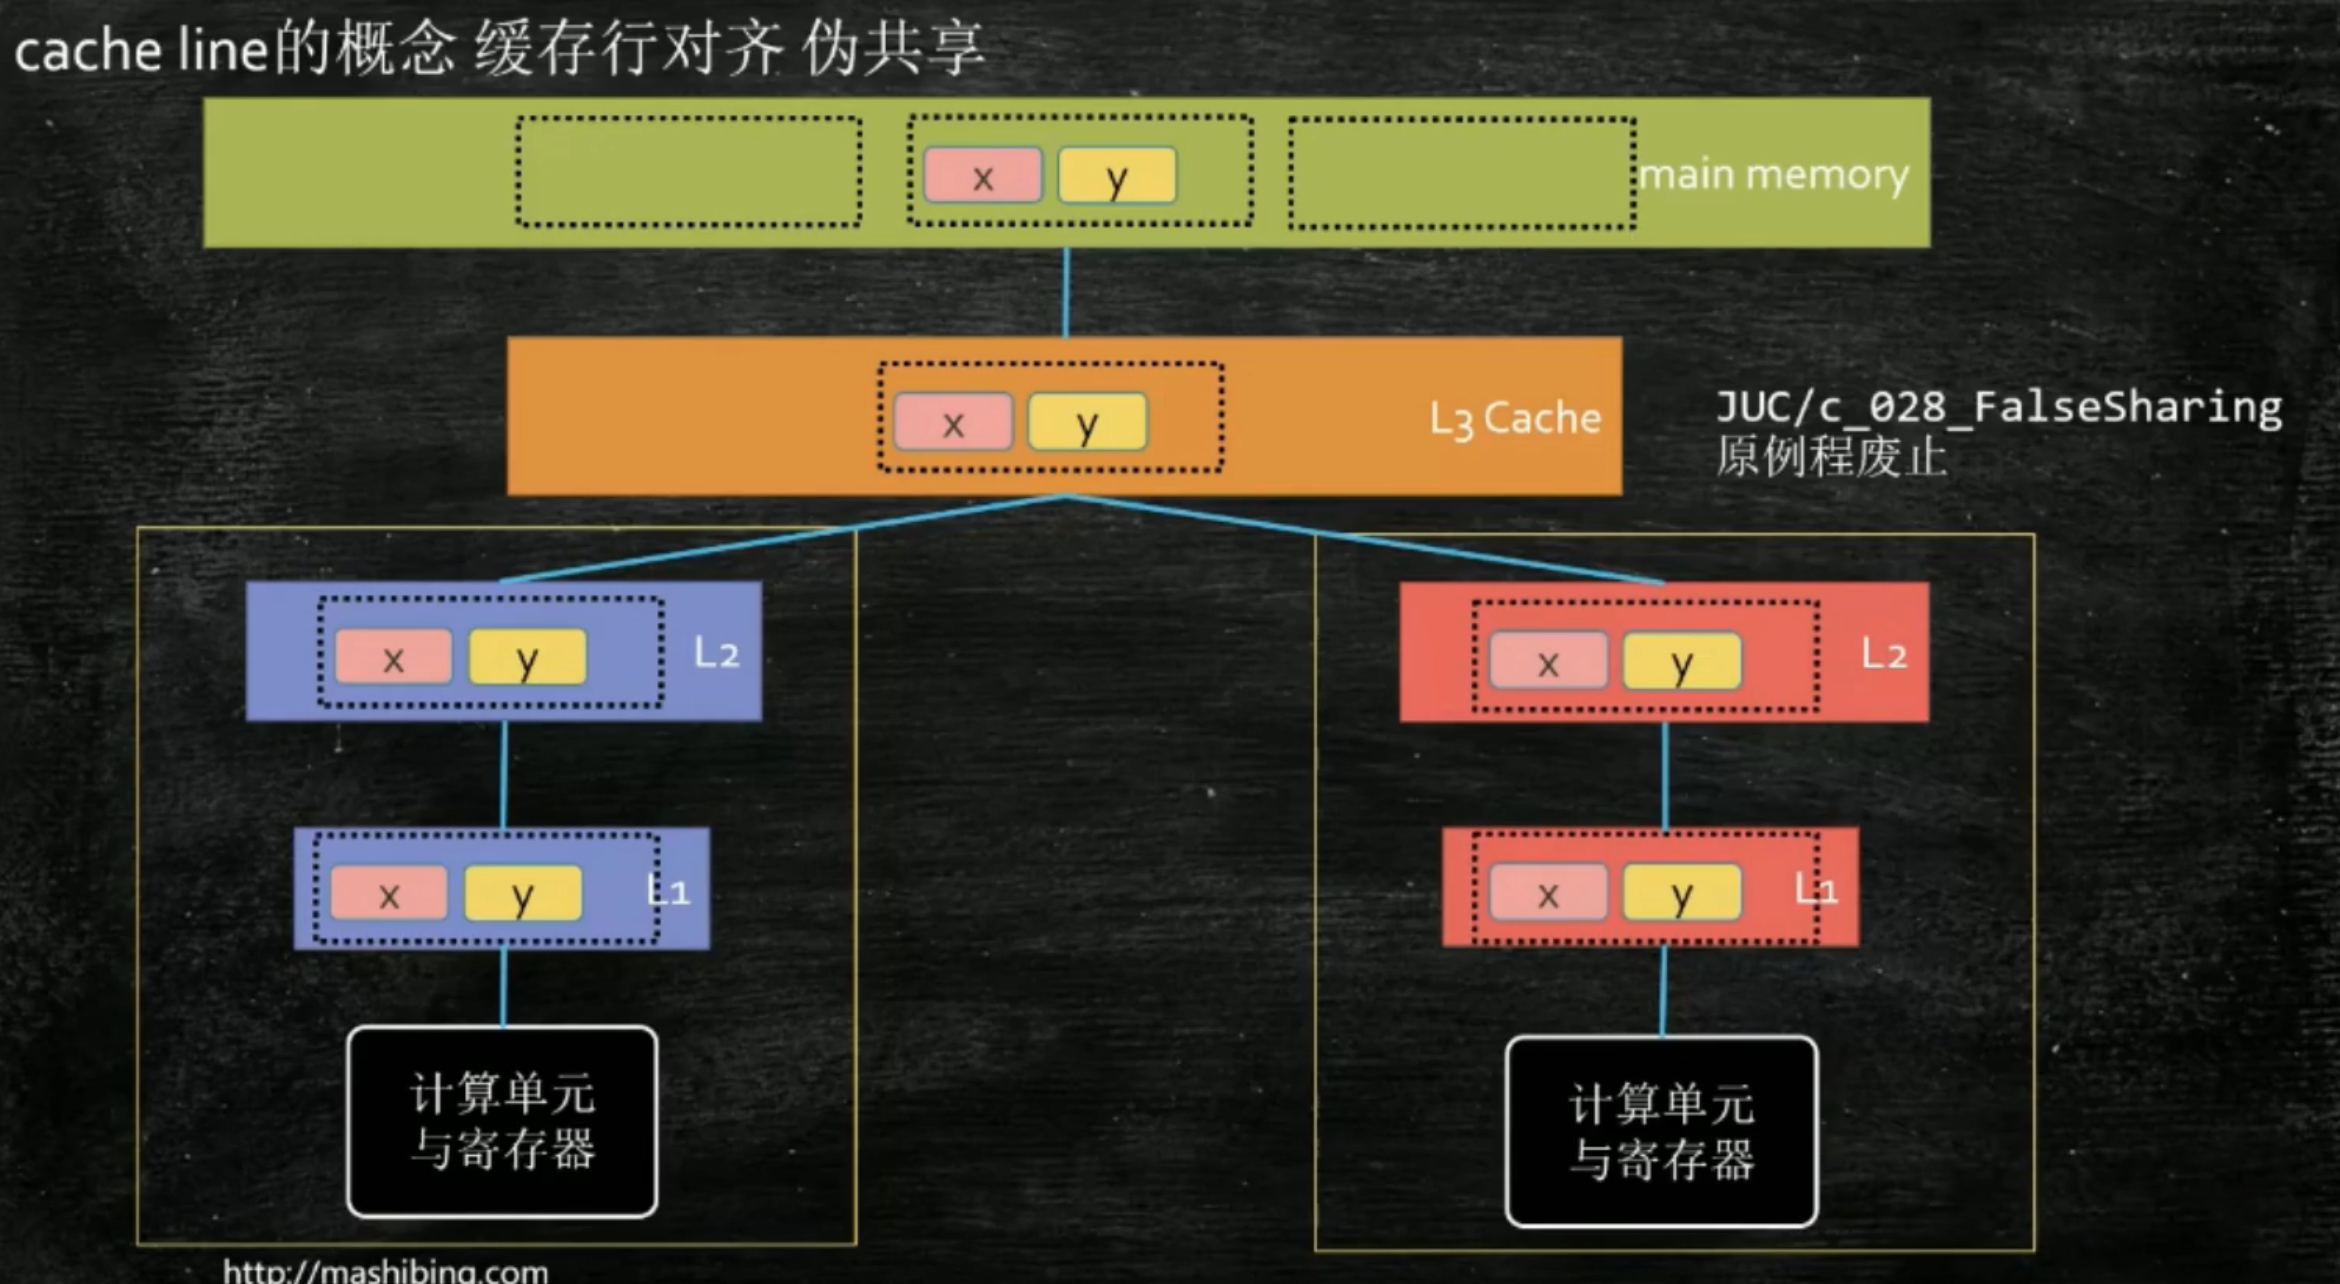 cache line的概念 缓存行对齐 伪共享
x y
main memory
x y
L3 Cache
JUC/c_028_FalseSharing
原例程废止
x y
L2
x y
L2
x y
L1
x y
L1
计算单元
与寄存器
计算单元
与寄存器
http://mashibing.com